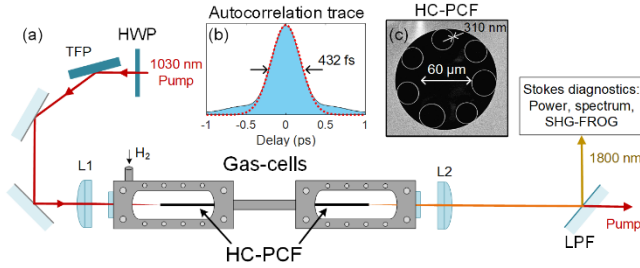 (a)
HWP
TFP
1030 nm
Pump
Autocorrelation trace
(b)
432 fs
-1
-0.5
0
0.5
1
Delay (ps)
HC-PCF
(c)
310 nm
60 µm
Stokes diagnostics:
Power, spectrum,
SHG-FROG
1800 nm
H2
L1
Gas-cells
L2
HC-PCF
Pump
LPF